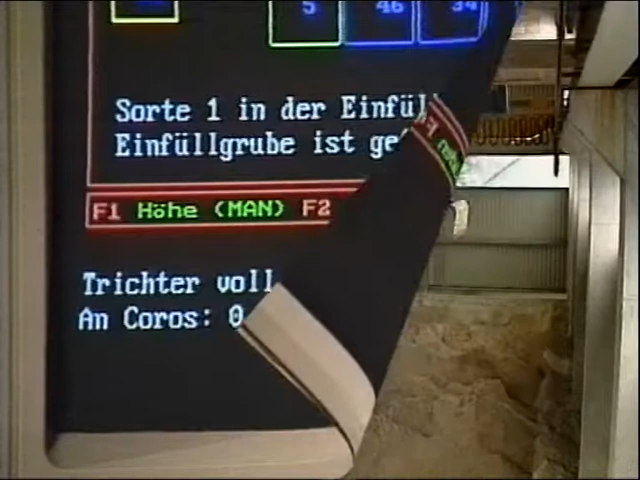 5 46 34
Sorte 1 in der Einfül
Einfüllgrube ist ge
F1 Höhe (MAN) F2
Trichter voll
An Coros: 0